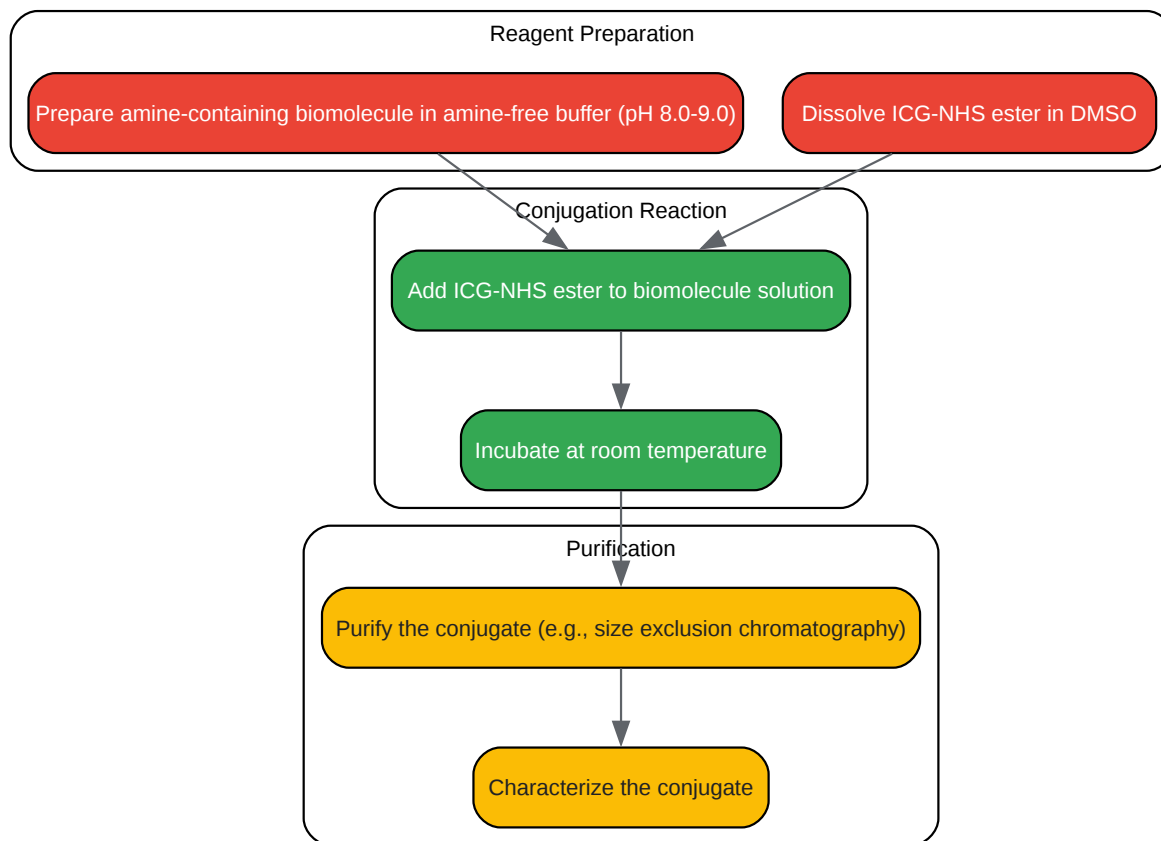 Reagent Preparation
Prepare amine-containing biomolecule in amine-free buffer (pH 8.0-9.0)
Dissolve ICG-NHS ester in DMSO
Conjugation Reaction
Add ICG-NHS ester to biomolecule solution
Incubate at room temperature
Purification
Purify the conjugate (e.g., size exclusion chromatography)
Characterize the conjugate